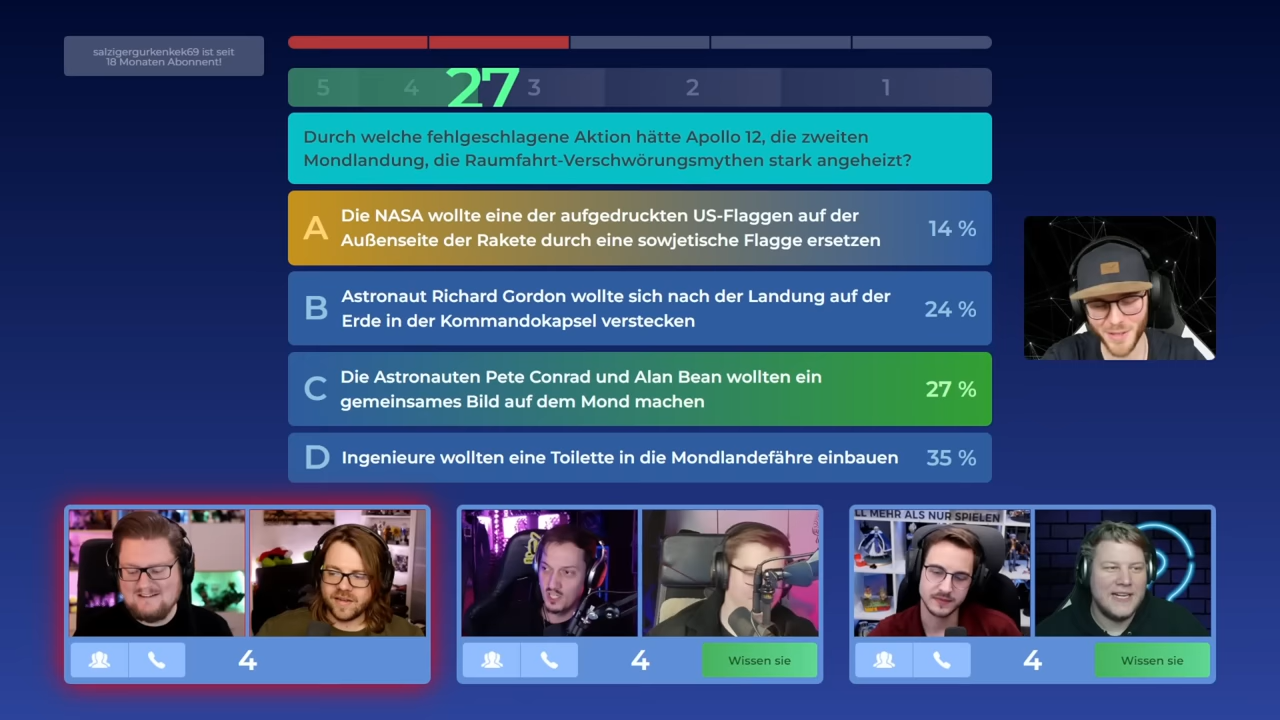 salzigergurkenkek69 ist seit
18 Monaten Abonnent!
5 4 27 3 2 1
Durch welche fehlgeschlagene Aktion hätte Apollo 12, die zweiten
Mondlandung, die Raumfahrt-Verschwörungsmythen stark angeheizt?
A
Die NASA wollte eine der aufgedruckten US-Flaggen auf der
Außenseite der Rakete durch eine sowjetische Flagge ersetzen
14 %
B
Astronaut Richard Gordon wollte sich nach der Landung auf der
Erde in der Kommandokapsel verstecken
24 %
C
Die Astronauten Pete Conrad und Alan Bean wollten ein
gemeinsames Bild auf dem Mond machen
27 %
D Ingenieure wollten eine Toilette in die Mondlandefähre einbauen 35 %
LL MEHR ALS NUR SPIELEN
4
4 Wissen sie
4 Wissen sie